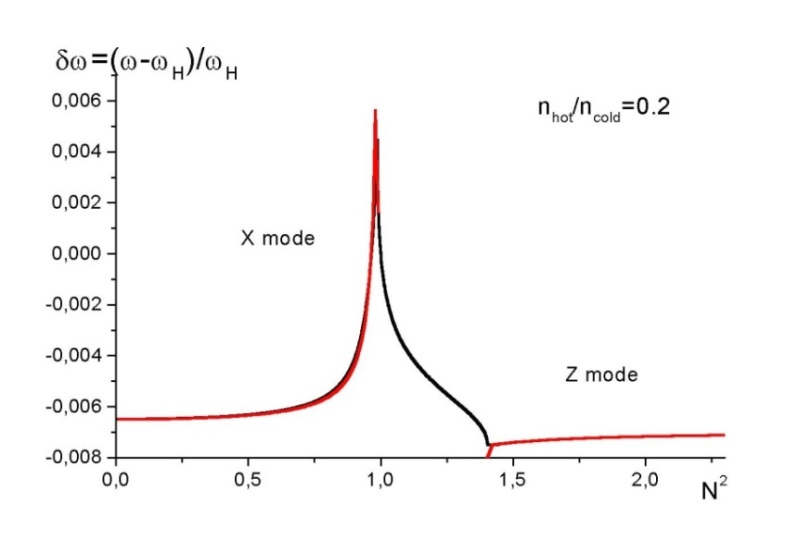 δω=(ω-ω_H)/ω_H
0,006
n_hot/n_cold=0.2
0,004
0,002
X mode
0,000
-0,002
-0,004
Z mode
-0,006
-0,008
0,0 0,5 1,0 1,5 2,0
N²